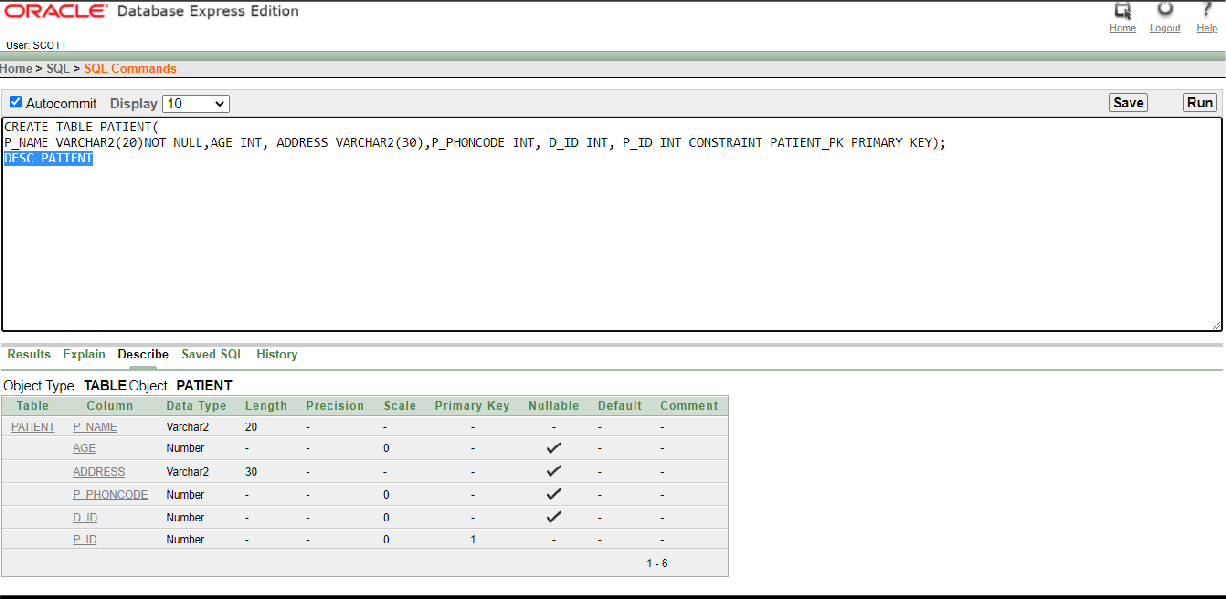 ORACLE Database Express Edition
Home Logout Help
User: SCOTT
Home > SQL > SQL Commands
Autocommit Display 10 Save Run
CREATE TABLE PATIENT(
P_NAME VARCHAR2(20)NOT NULL,AGE INT, ADDRESS VARCHAR2(30),P_PHONCODE INT, D_ID INT, P_ID INT CONSTRAINT PATIENT_PK PRIMARY KEY);
DESC PATIENT
Results Explain Describe Saved SQL History
Object Type TABLE Object PATIENT
Table Column Data Type Length Precision Scale Primary Key Nullable Default Comment
PATIENT P_NAME Varchar2 20 - - - - - -
AGE Number - - 0 - ✓ - -
ADDRESS Varchar2 30 - - - ✓ - -
P_PHONCODE Number - - 0 - ✓ - -
D_ID Number - - 0 - ✓ - -
P_ID Number - - 0 1 - - -
1 - 6